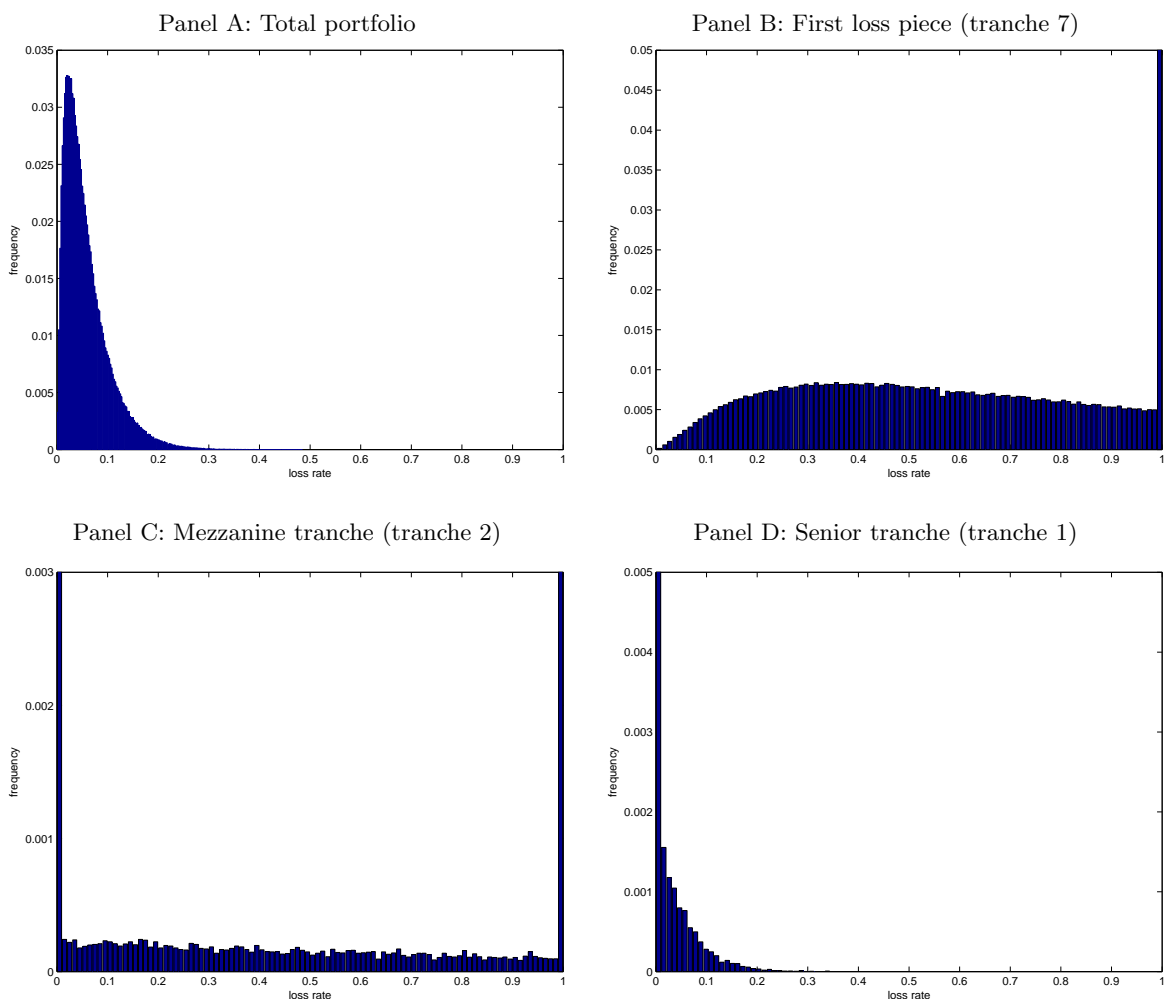 Panel A: Total portfolio
0.035
0.03
0.025
0.02
0.015
0.01
0.005
0
frequency
0 0.1 0.2 0.3 0.4 0.5 0.6 0.7 0.8 0.9 1
loss rate
Panel B: First loss piece (tranche 7)
0.05
0.045
0.04
0.035
0.03
0.025
0.02
0.015
0.01
0.005
0
frequency
0 0.1 0.2 0.3 0.4 0.5 0.6 0.7 0.8 0.9 1
loss rate
Panel C: Mezzanine tranche (tranche 2)
0.003
0.002
0.001
0
frequency
0 0.1 0.2 0.3 0.4 0.5 0.6 0.7 0.8 0.9 1
loss rate
Panel D: Senior tranche (tranche 1)
0.005
0.004
0.003
0.002
0.001
0
frequency
0 0.1 0.2 0.3 0.4 0.5 0.6 0.7 0.8 0.9 1
loss rate